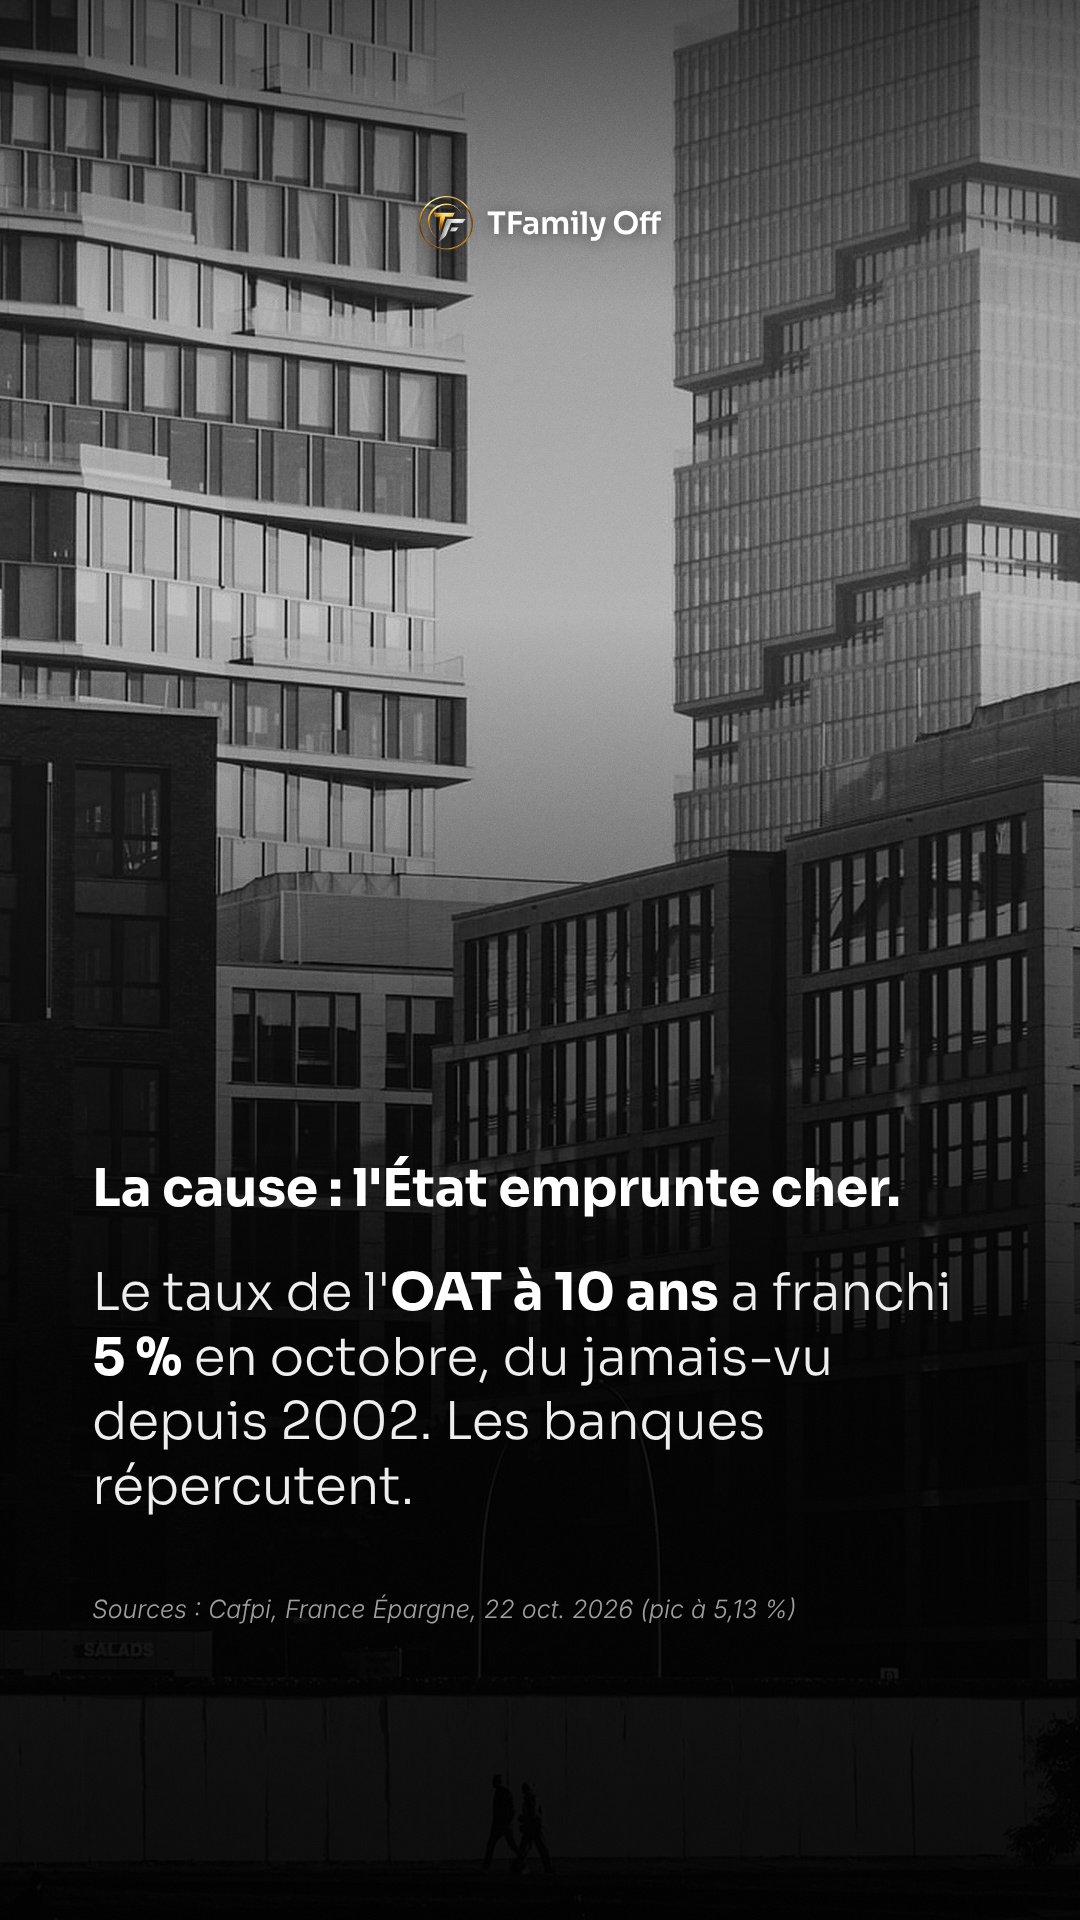 TFamily Off
La cause : l'État emprunte cher.
Le taux de l'OAT à 10 ans a franchi
5 % en octobre, du jamais-vu
depuis 2002. Les banques
répercutent.
Sources : Cafpi, France Épargne, 22 oct. 2026 (pic à 5,13 %)
SALADS